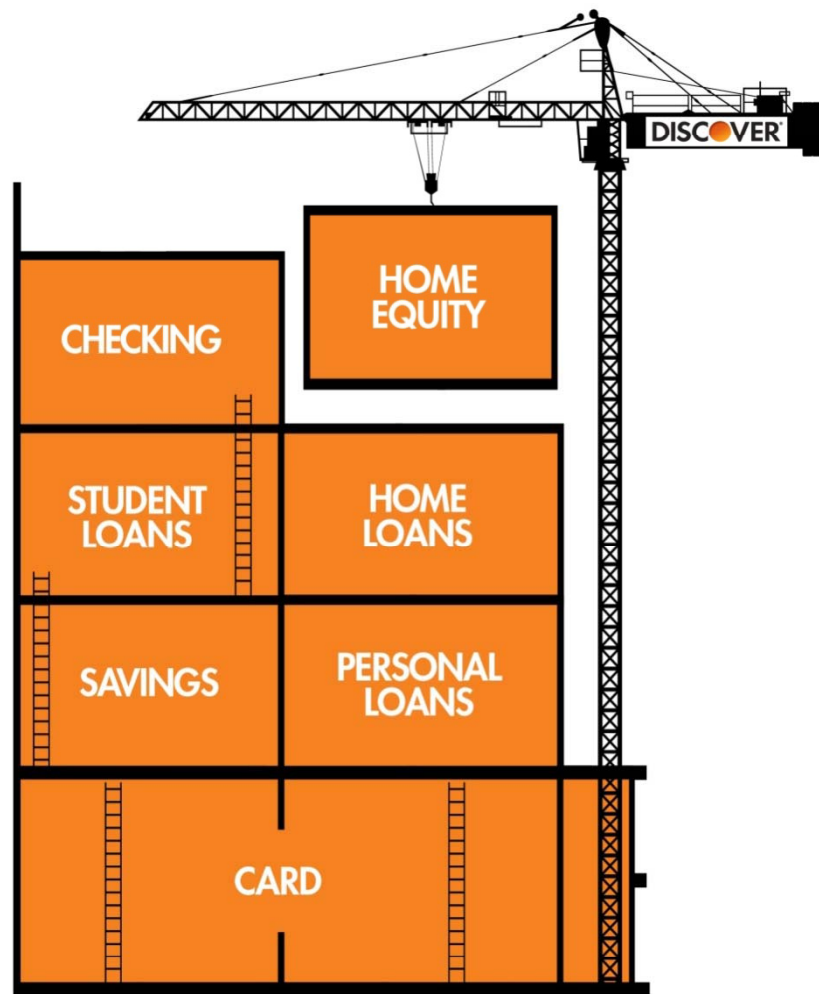 DISCOVER
HOME
EQUITY
CHECKING
STUDENT
LOANS
HOME
LOANS
SAVINGS
PERSONAL
LOANS
CARD